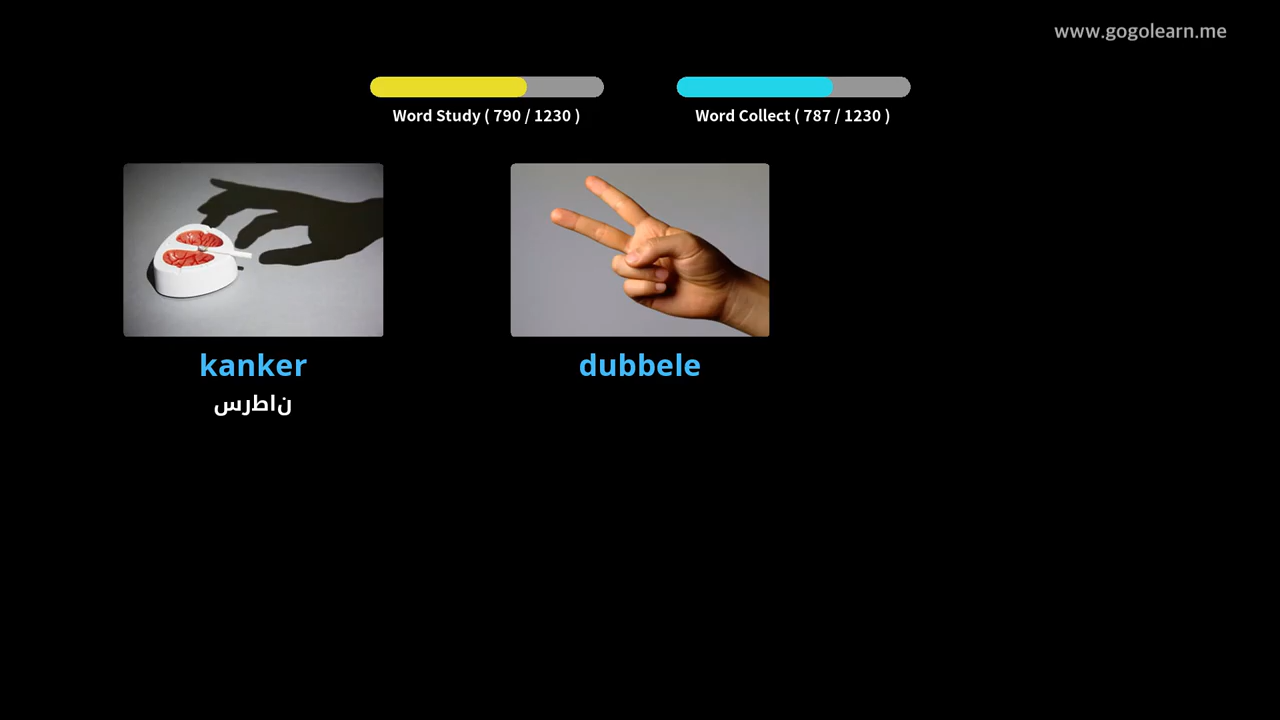 www.gogolearn.me
Word Study ( 790 / 1230 )
Word Collect ( 787 / 1230 )
kanker
dubbele
سرطان